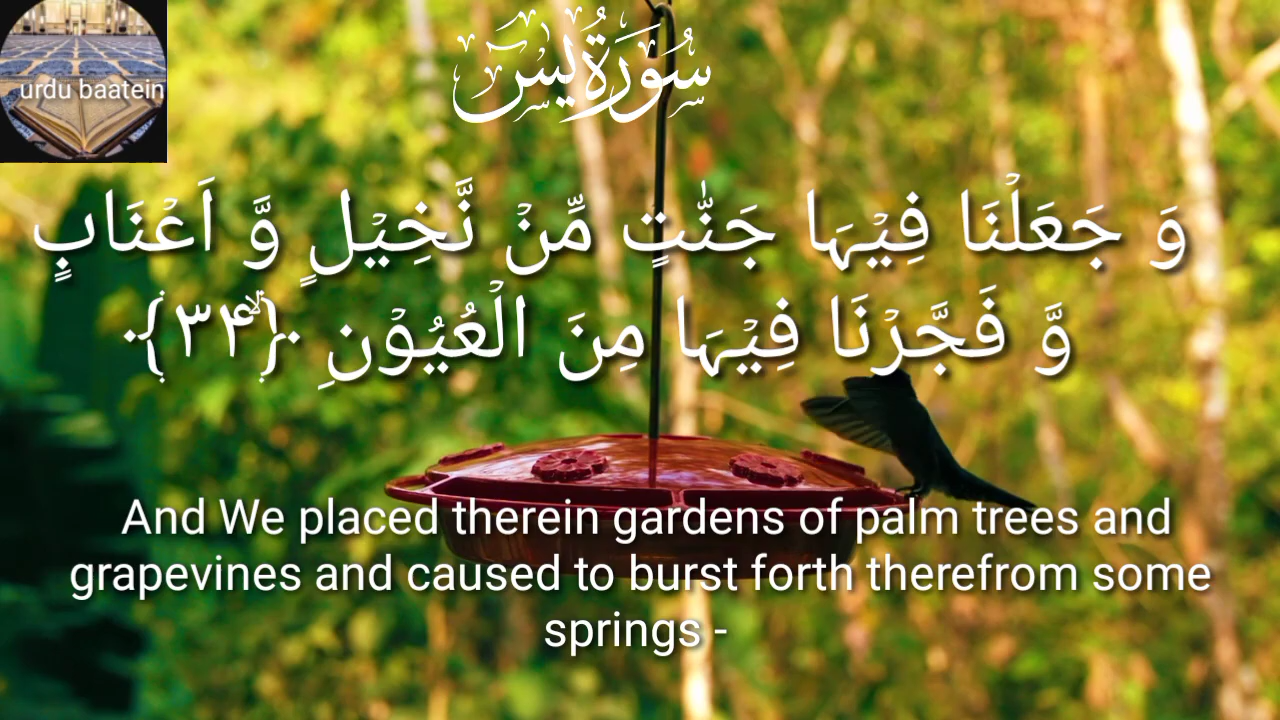 urdu baatein
سُوۡرَةُ يٰسٓ
وَ جَعَلْنَا فِیْہَا جَنّٰتٍ مِّنْ نَّخِیْلٍ وَّ اَعْنَابٍ
وَّ فَجَّرْنَا فِیْہَا مِنَ الْعُیُوْنِ ﴿ۙ۳۴﴾
And We placed therein gardens of palm trees and
grapevines and caused to burst forth therefrom some
springs -